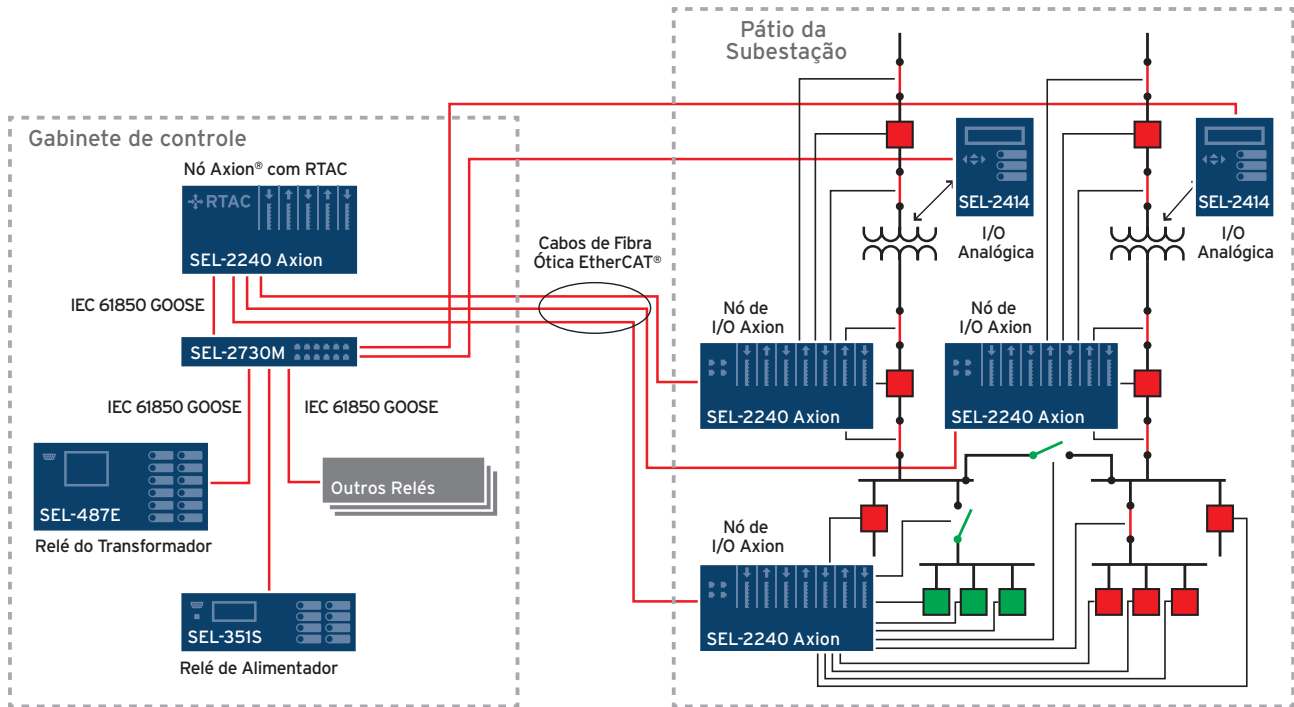 Pátio da
Subestação
Gabinete de controle
Nó Axion® com RTAC
RTAC
SEL-2240 Axion
IEC 61850 GOOSE
SEL-2730M
IEC 61850 GOOSE
IEC 61850 GOOSE
SEL-487E
Relé do Transformador
Outros Relés
SEL-351S
Relé de Alimentador
Cabos de Fibra
Ótica EtherCAT®
SEL-2414
I/O
Analógica
SEL-2414
I/O
Analógica
Nó de
I/O Axion
SEL-2240 Axion
Nó de
I/O Axion
SEL-2240 Axion
Nó de
I/O Axion
SEL-2240 Axion